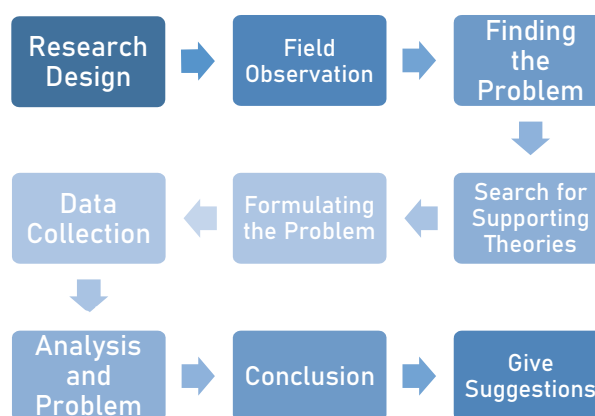 Research
Design
Field
Observation
Finding
the
Problem
Search for
Supporting
Theories
Formulating
the Problem
Data
Collection
Analysis
and
Problem
Conclusion
Give
Suggestions